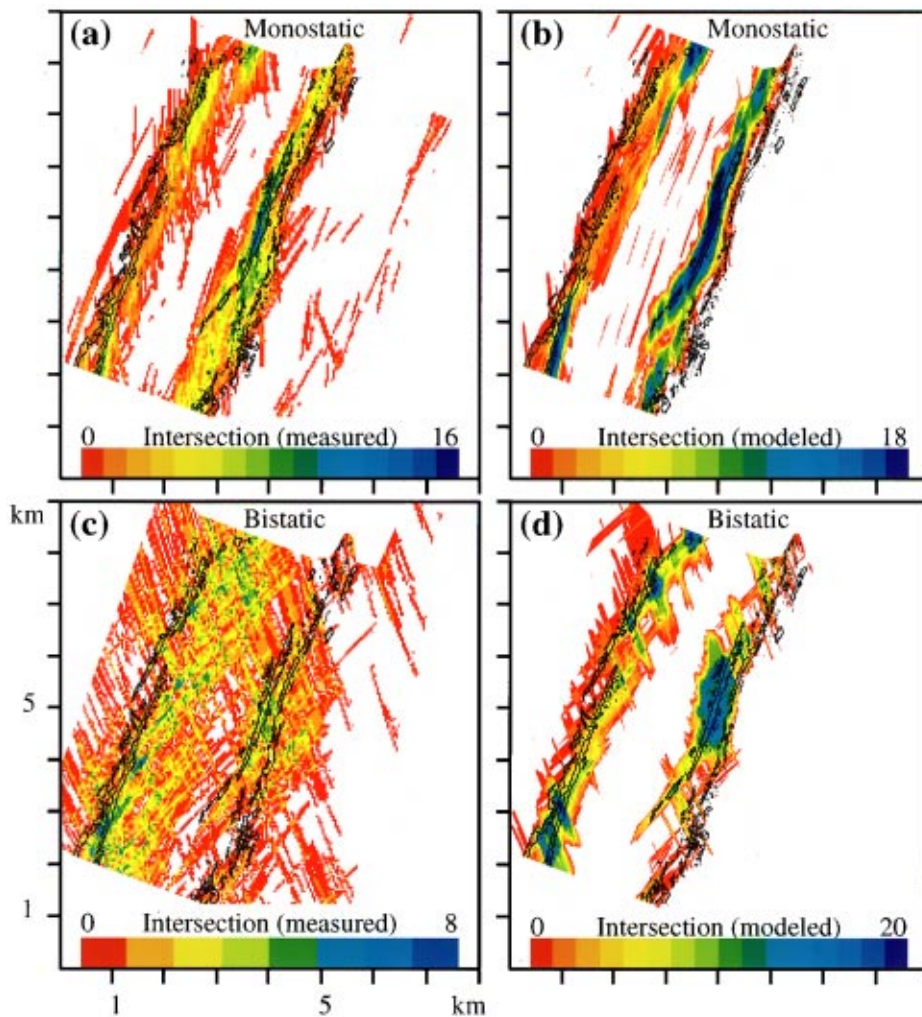 (a) Monostatic
(b) Monostatic
0 Intersection (measured) 16
0 Intersection (modeled) 18
km
(c) Bistatic
(d) Bistatic
5
1
0 Intersection (measured) 8
0 Intersection (modeled) 20
1 5 km